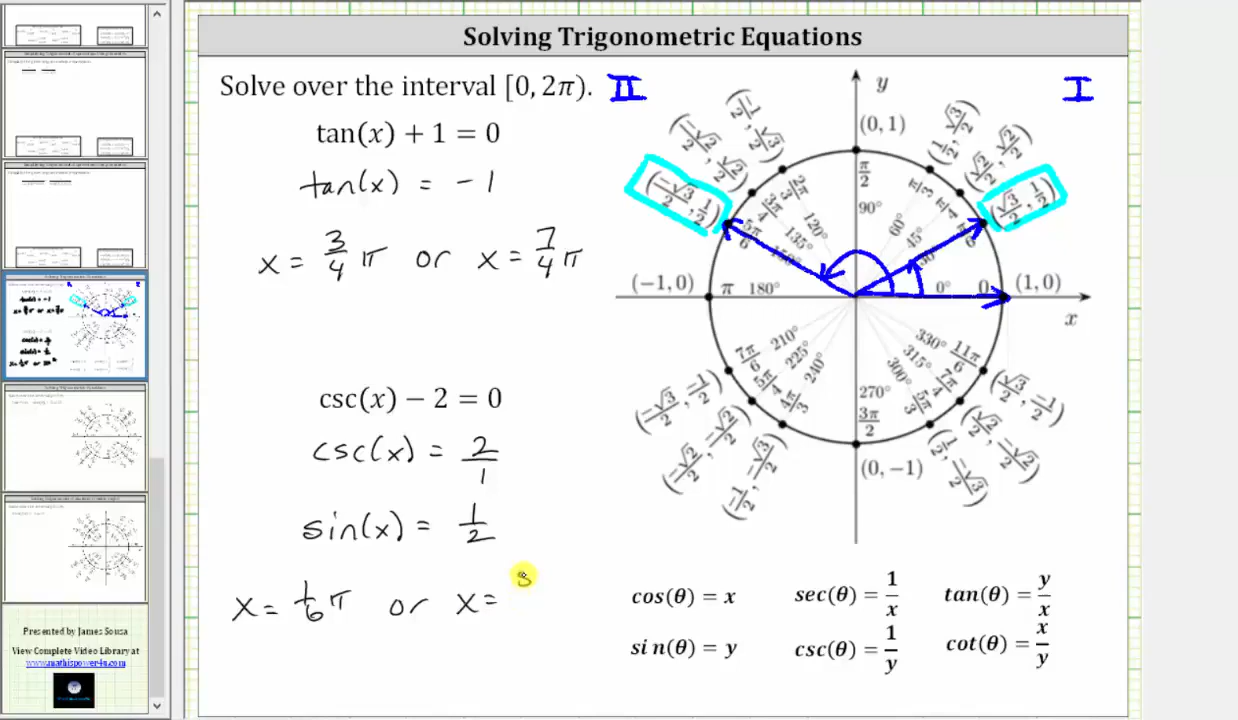 Solving Trigonometric Equations
Solve over the interval [0, 2π).
II
I
tan(x) + 1 = 0
tan(x) = -1
x = 3/4 π or x = 7/4 π
csc(x) − 2 = 0
csc(x) = 2/1
sin(x) = 1/2
x = 1/6 π or x =
y
(0, 1)
(-1/2, √3/2)
(1/2, √3/2)
(-√2/2, √2/2)
(√2/2, √2/2)
(-√3/2, 1/2)
(√3/2, 1/2)
π/2
90°
2π/3
120°
π/3
60°
3π/4
135°
π/4
45°
5π/6
150°
π/6
30°
(−1, 0)
π
180°
0°
0
(1, 0)
x
7π/6
210°
330°
11π/6
5π/4
225°
315°
7π/4
4π/3
240°
300°
5π/3
270°
3π/2
(-√3/2, -1/2)
(√3/2, -1/2)
(-√2/2, -√2/2)
(√2/2, -√2/2)
(-1/2, -√3/2)
(1/2, -√3/2)
(0, −1)
cos(θ) = x
sec(θ) = 1/x
tan(θ) = y/x
sin(θ) = y
csc(θ) = 1/y
cot(θ) = x/y
Presented by James Sousa
View Complete Video Library at
www.mathispower4u.com